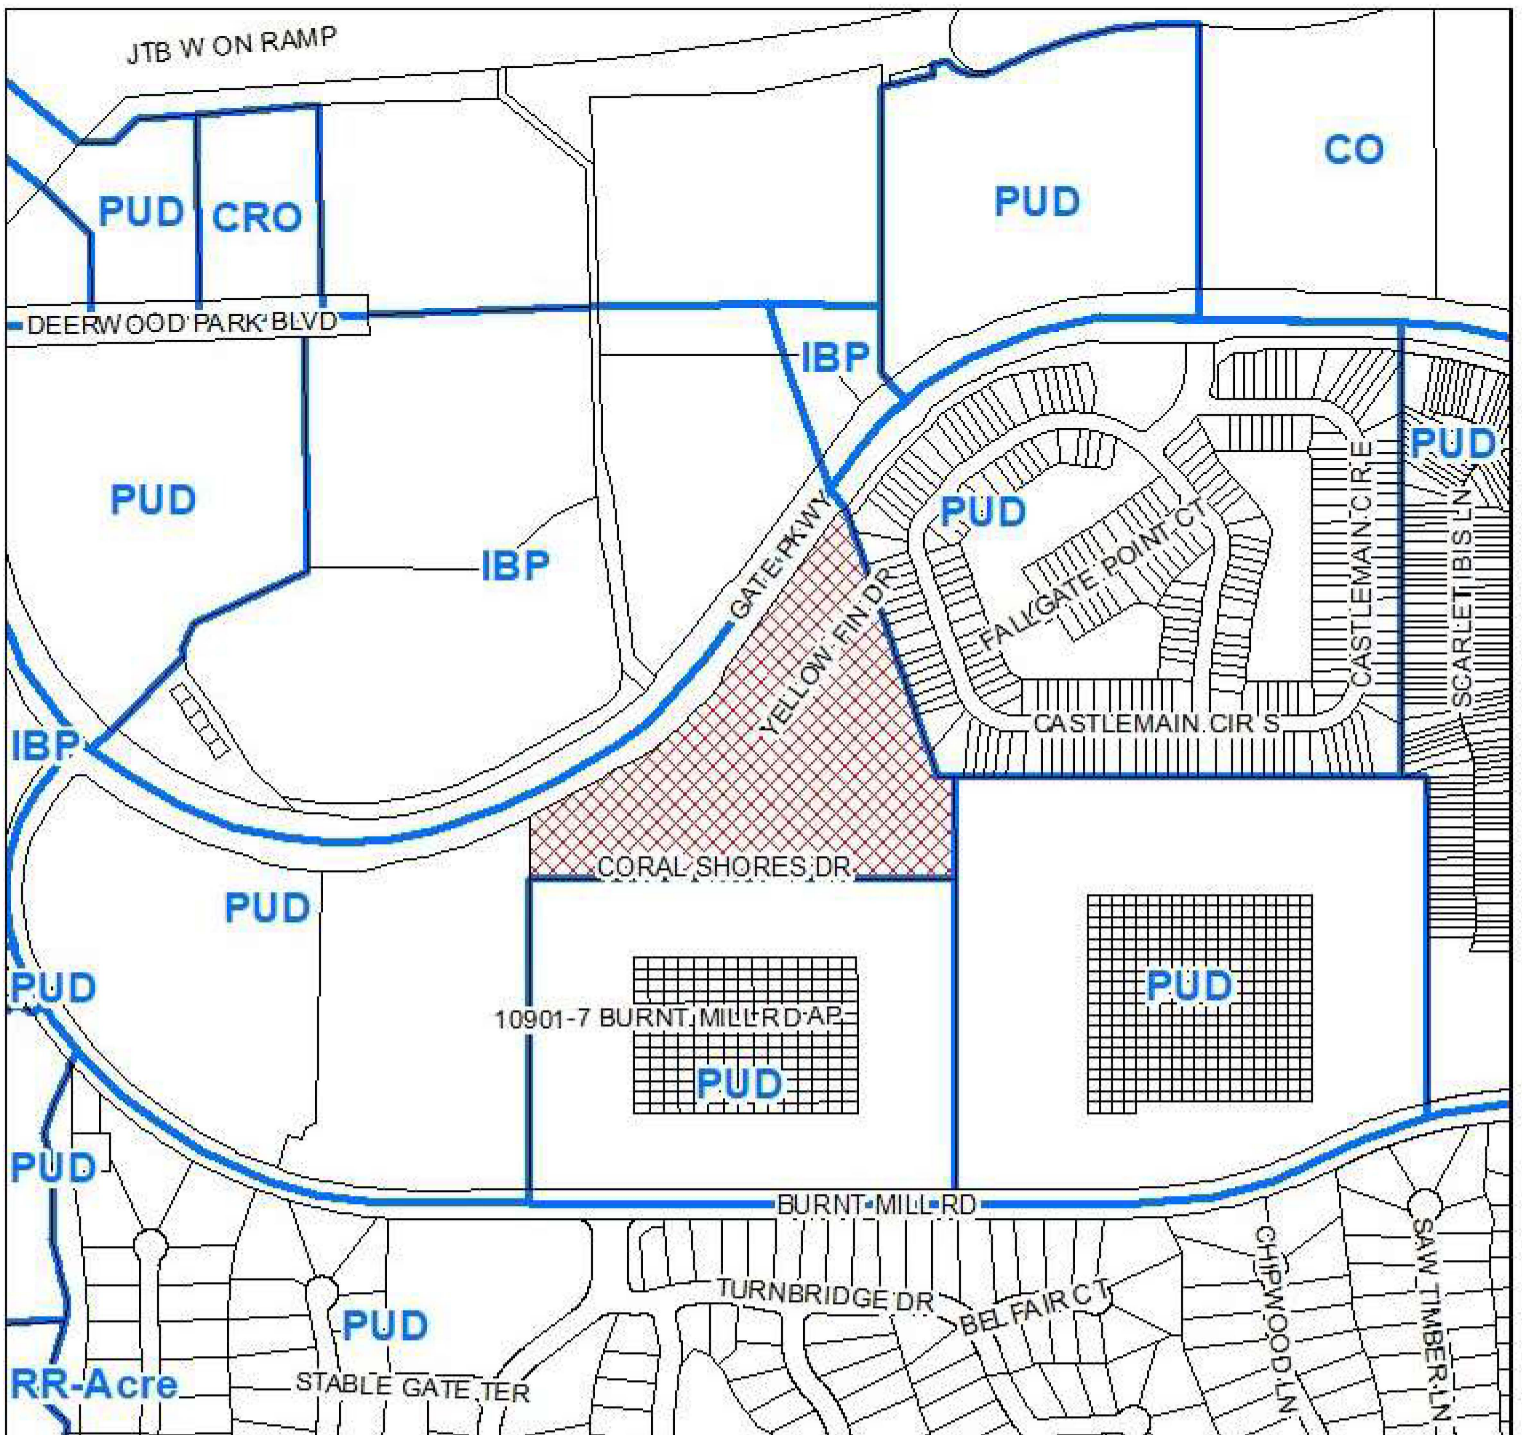 JTB W ON RAMP
CO
PUD
PUD
CRO
DEERWOOD PARK BLVD
IBP
PUD
PUD
PUD
IBP
GATE PKWY
YELLOW FIN DR
FALLGATE POINT CT
CASTLEMAIN CIR E
SCARLET IBIS LN
CASTLEMAIN CIR S
IBP
CORAL SHORES DR
PUD
PUD
PUD
10901-7 BURNT MILL RD AP
PUD
PUD
BURNT MILL RD
TURNBRIDGE DR
BELFAIR CT
CHIPWOOD LN
SAW TIMBER LN
PUD
RR-Acre
STABLE GATE TER